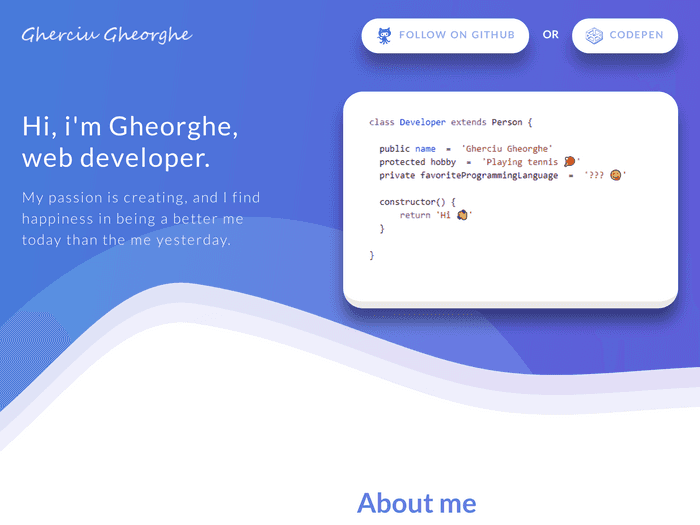 Gherciu Gheorghe
FOLLOW ON GITHUB
OR
CODEPEN
Hi, i'm Gheorghe,
web developer.
My passion is creating, and I find
happiness in being a better me
today than the me yesterday.
class Developer extends Person {
public name = 'Gherciu Gheorghe'
protected hobby = 'Playing tennis 🏓'
private favoriteProgrammingLanguage = '??? '
constructor() {
return 'Hi '
}
}
About me